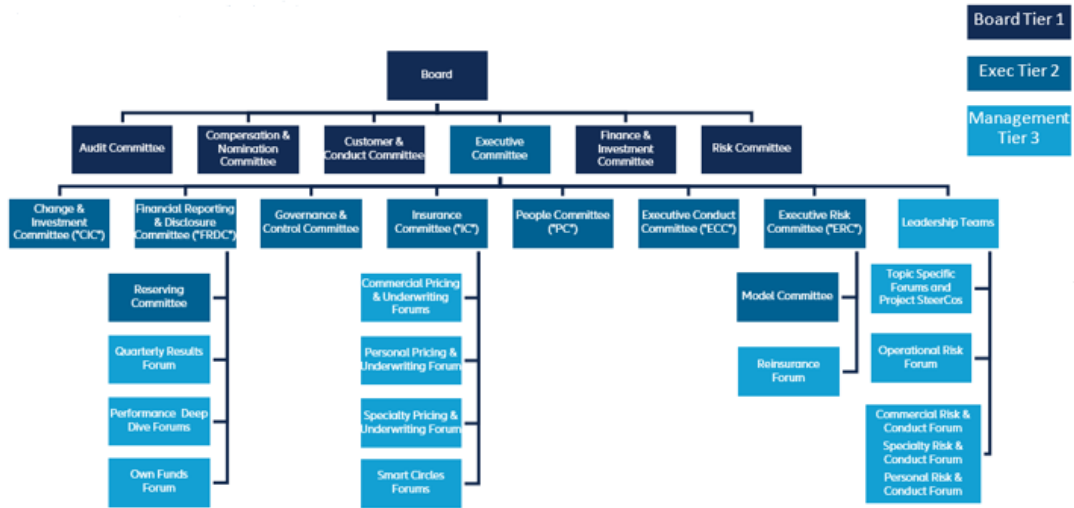 Board Tier 1
Exec Tier 2
Management
Tier 3
Board
Audit Committee
Compensation &
Nomination
Committee
Customer &
Conduct Committee
Executive
Committee
Finance &
Investment
Committee
Risk Committee
Change &
Investment
Committee ("CIC")
Financial Reporting
& Disclosure
Committee ("FRDC")
Governance &
Control Committee
Insurance
Committee ("IC")
People Committee
("PC")
Executive Conduct
Committee ("ECC")
Executive Risk
Committee ("ERC")
Leadership Teams
Reserving
Committee
Quarterly Results
Forum
Performance Deep
Dive Forums
Own Funds
Forum
Commercial Pricing
& Underwriting
Forums
Personal Pricing &
Underwriting Forum
Specialty Pricing &
Underwriting Forum
Smart Circles
Forums
Model Committee
Reinsurance
Forum
Topic Specific
Forums and
Project SteerCos
Operational Risk
Forum
Commercial Risk &
Conduct Forum
Specialty Risk &
Conduct Forum
Personal Risk &
Conduct Forum